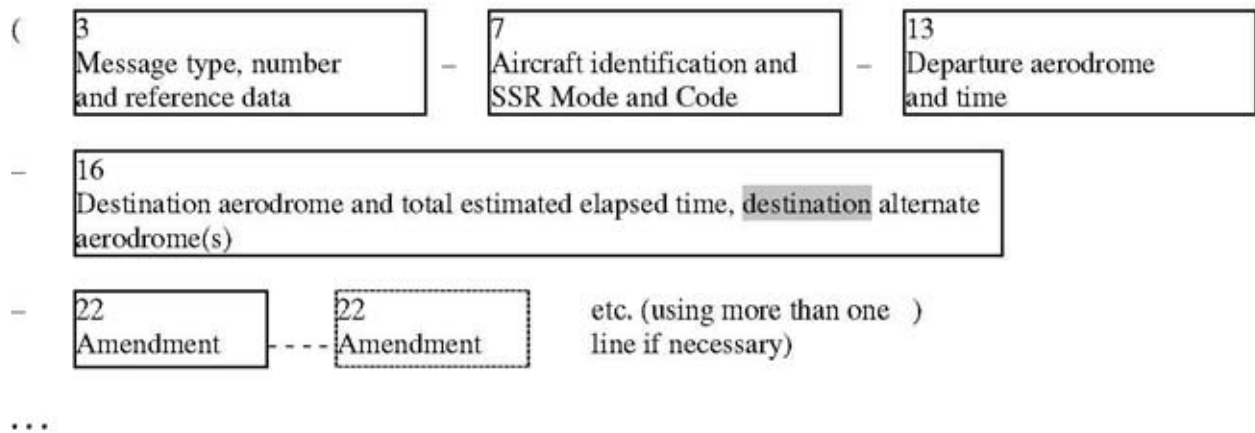 ( 3 7 13
Message type, number – Aircraft identification and – Departure aerodrome
and reference data SSR Mode and Code and time
– 16
Destination aerodrome and total estimated elapsed time, destination alternate
aerodrome(s)
– 22 22 etc. (using more than one )
Amendment Amendment line if necessary)
...